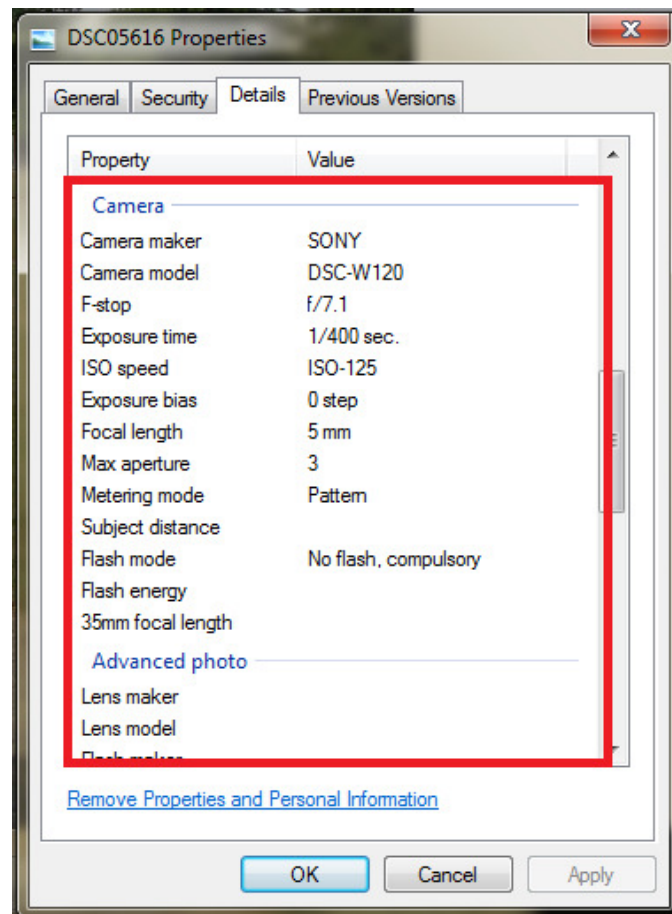 DSC05616 Properties
General Security Details Previous Versions
Property Value
Camera
Camera maker SONY
Camera model DSC-W120
F-stop f/7.1
Exposure time 1/400 sec.
ISO speed ISO-125
Exposure bias 0 step
Focal length 5 mm
Max aperture 3
Metering mode Pattern
Subject distance
Flash mode No flash, compulsory
Flash energy
35mm focal length
Advanced photo
Lens maker
Lens model
Flash maker
Remove Properties and Personal Information
OK Cancel Apply